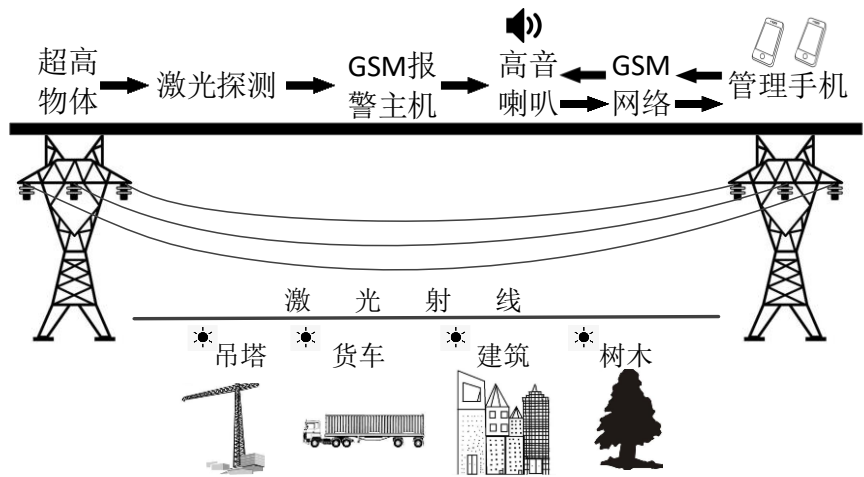 超高
物体
激光探测
GSM报
警主机
高音
喇叭
GSM
网络
管理手机
激光射线
吊塔
货车
建筑
树木